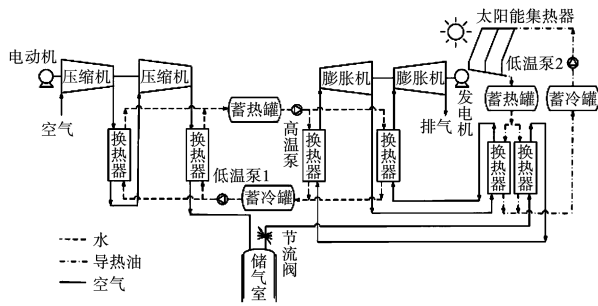 太阳能集热器
电动机
压缩机
压缩机
膨胀机
膨胀机
低温泵2
蓄热罐
高温泵
发电机
蓄热罐
蓄冷罐
空气
排气
换热器
换热器
换热器
换热器
换热器
换热器
低温泵1
蓄冷罐
节流阀
水
导热油
空气
储气室